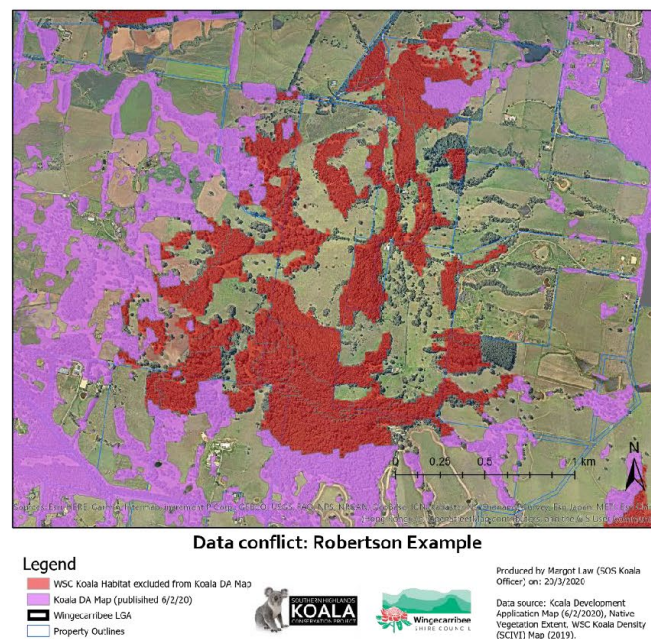 N
0 0.25 0.5 1 km
Data conflict: Robertson Example
Legend
WSC Koala Habitat excluded from Koala DA Map
Koala DA Map (publsihed 6/2/20)
Wingecarribee LGA
Property Outlines
SOUTHERN HIGHLANDS
KOALA
CONSERVATION PROJECT
Wingecarribee
SHIRE COUNCIL
Produced by Margot Law (SOS Koala
Officer) on: 23/3/2020
Data source: Koala Development
Application Map (6/2/2020), Native
Vegetation Extent, WSC Koala Density
(SCIVI) Map (2019).